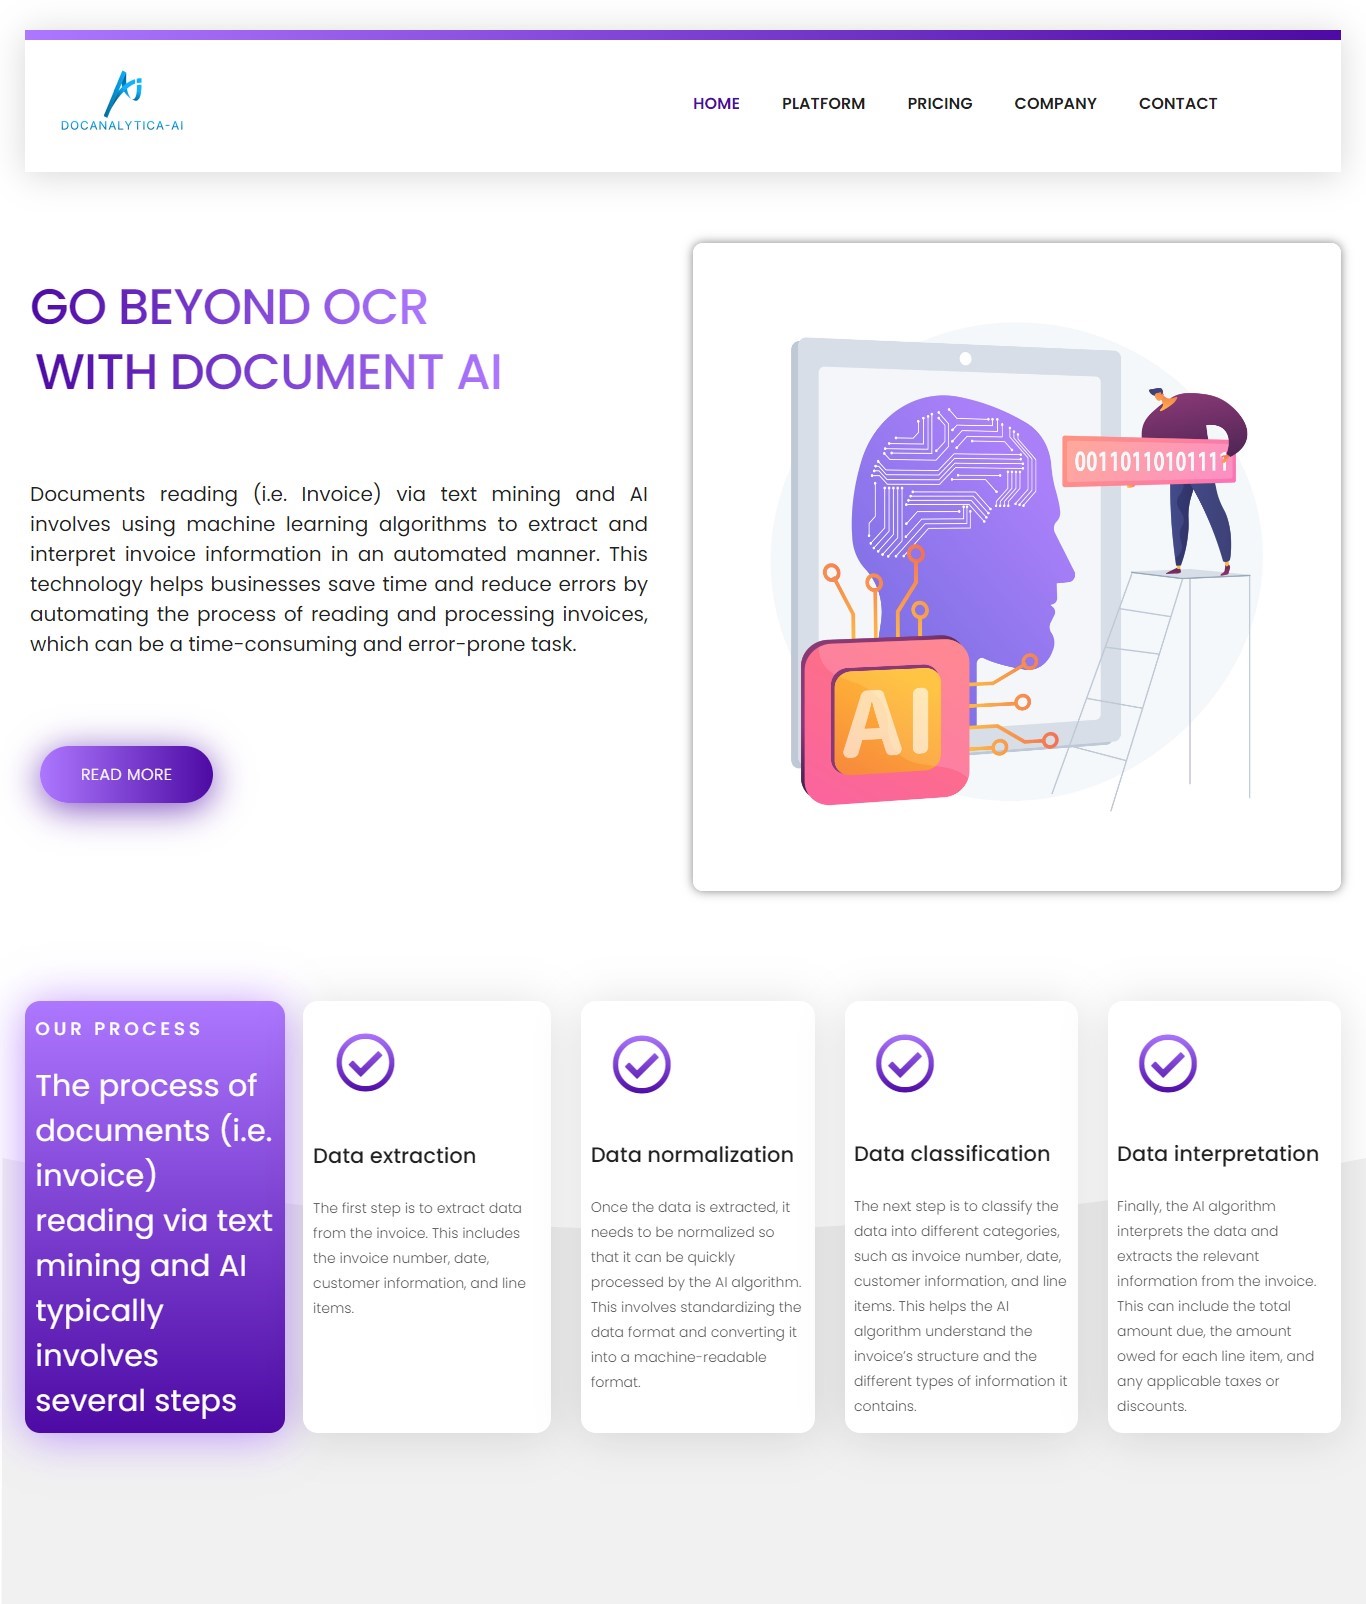 Ai
DOCANALYTICA-AI
HOME PLATFORM PRICING COMPANY CONTACT
GO BEYOND OCR
WITH DOCUMENT AI
Documents reading (i.e. Invoice) via text mining and AI
involves using machine learning algorithms to extract and
interpret invoice information in an automated manner. This
technology helps businesses save time and reduce errors by
automating the process of reading and processing invoices,
which can be a time-consuming and error-prone task.
READ MORE
00110110101111
AI
OUR PROCESS
The process of
documents (i.e.
invoice)
reading via text
mining and AI
typically
involves
several steps
Data extraction
The first step is to extract data
from the invoice. This includes
the invoice number, date,
customer information, and line
items.
Data normalization
Once the data is extracted, it
needs to be normalized so
that it can be quickly
processed by the AI algorithm.
This involves standardizing the
data format and converting it
into a machine-readable
format.
Data classification
The next step is to classify the
data into different categories,
such as invoice number, date,
customer information, and line
items. This helps the AI
algorithm understand the
invoice's structure and the
different types of information it
contains.
Data interpretation
Finally, the AI algorithm
interprets the data and
extracts the relevant
information from the invoice.
This can include the total
amount due, the amount
owed for each line item, and
any applicable taxes or
discounts.